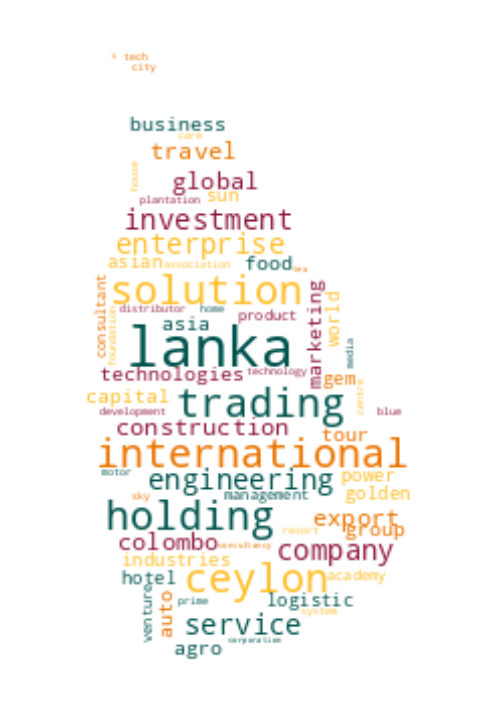 tech
city
business
care
travel
house
global
sun
plantation
investment
enterprise
asian association food tea
solution
consultant
foundation
distributor home
product
marketing
world
asia
lanka
media
technologies technology
gem
capital
trading
centre
development
blue
construction
tour
international
motor
engineering power
sky
management golden
holding
export
resort
group
colombo consultancy
company
industries
hotel ceylon academy
venture
auto
prime
logistic
system
service
corporation
agro